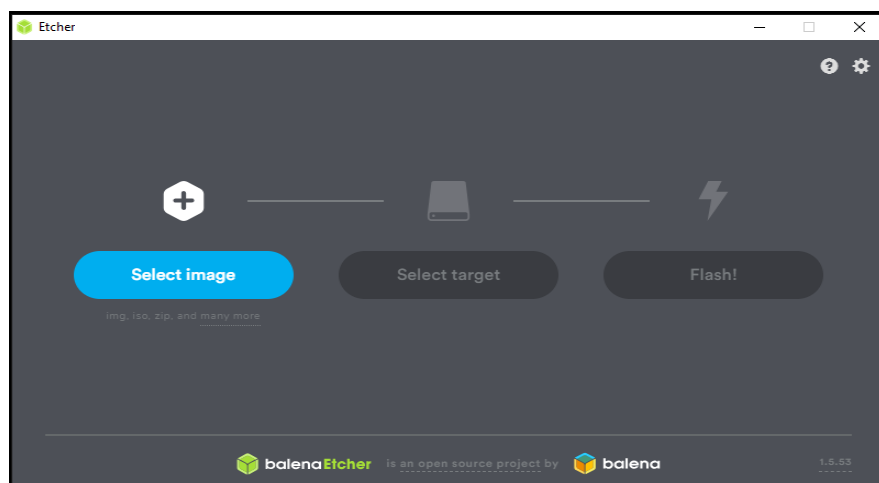 Etcher
Select image
Select target
Flash!
img, iso, zip, and many more
balenaEtcher is an open source project by balena
1.5.53